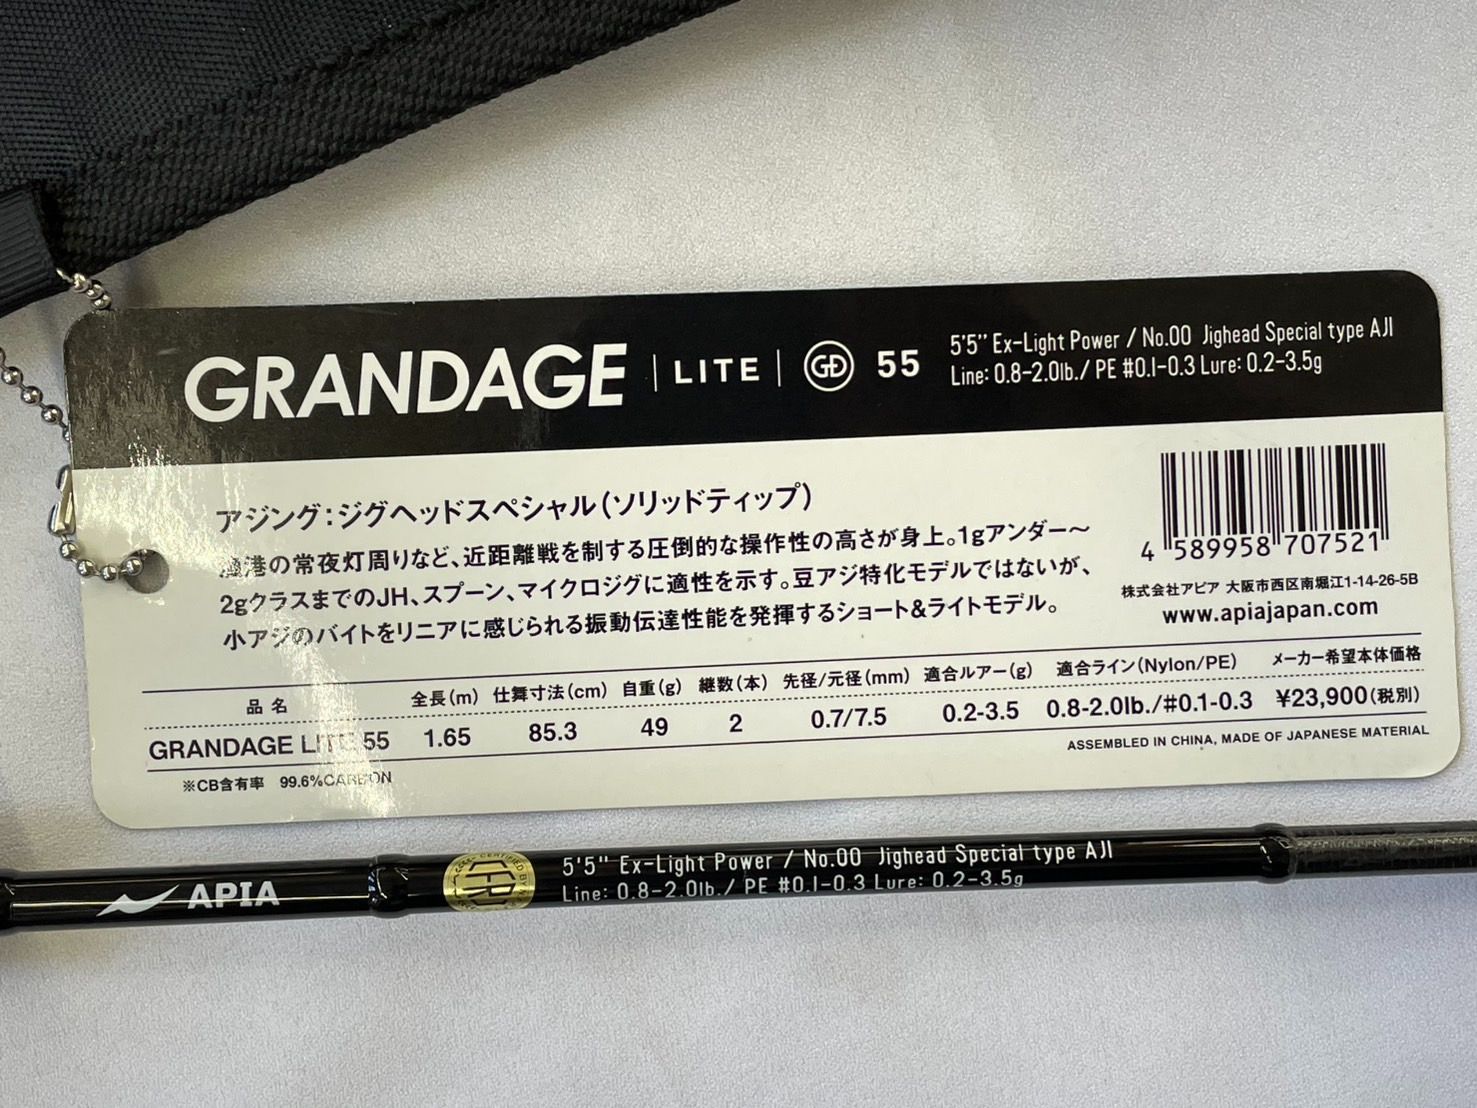 GRANDAGE | LITE | GD 55
5'5'' Ex-Light Power / No.00 Jighead Special type AJI
Line: 0.8-2.0lb./ PE #0.1-0.3 Lure: 0.2-3.5g
アジング:ジグヘッドスペシャル(ソリッドティップ)
漁港の常夜灯周りなど、近距離戦を制する圧倒的な操作性の高さが身上。1gアンダー〜
2gクラスまでのJH、スプーン、マイクロジグに適性を示す。豆アジ特化モデルではないが、
小アジのバイトをリニアに感じられる振動伝達性能を発揮するショート&ライトモデル。
4 589958 707521
株式会社アピア 大阪市西区南堀江1-14-26-5B
www.apiajapan.com
品 名 全長(m) 仕舞寸法(cm) 自重(g) 継数(本) 先径/元径(mm) 適合ルアー(g) 適合ライン(Nylon/PE) メーカー希望本体価格
GRANDAGE LITE 55 1.65 85.3 49 2 0.7/7.5 0.2-3.5 0.8-2.0lb./#0.1-0.3 ¥23,900(税別)
※CB含有率 99.6%CARBON
ASSEMBLED IN CHINA, MADE OF JAPANESE MATERIAL
APIA
5'5" Ex-Light Power / No.00 Jighead Special type AJI
Line: 0.8-2.0lb./ PE #0.1-0.3 Lure: 0.2-3.5g